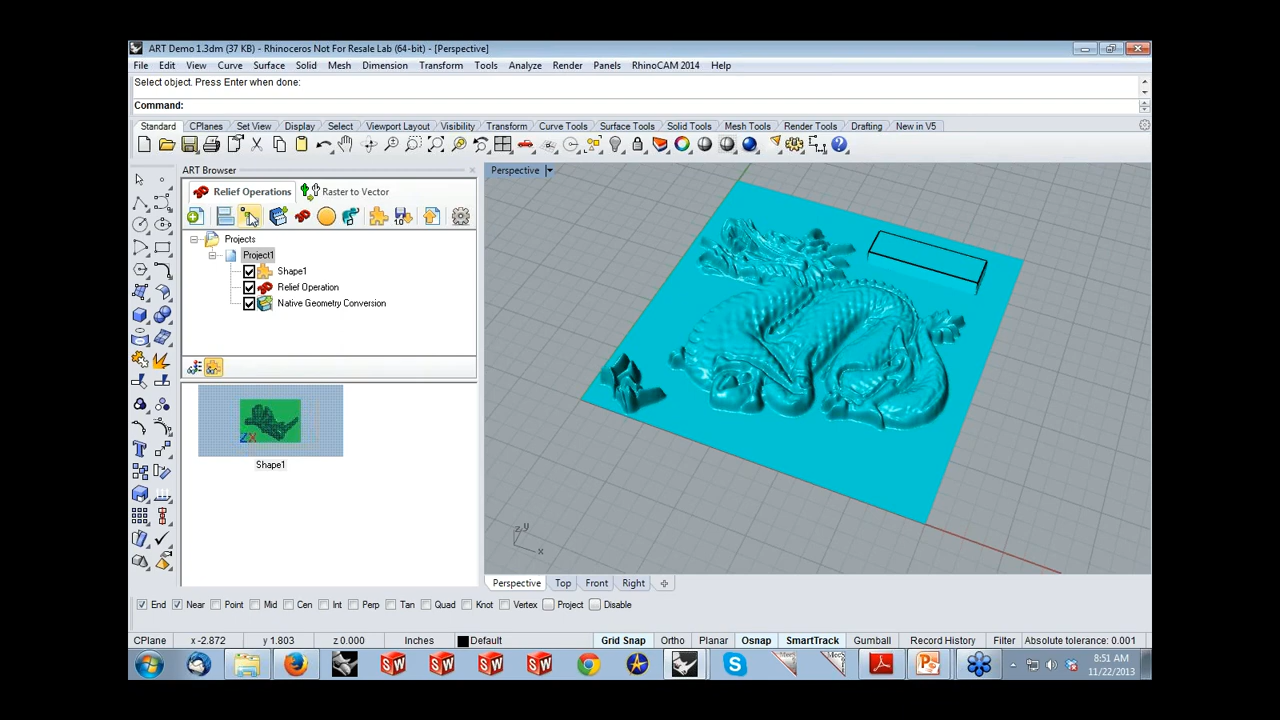 ART Demo 1.3dm (37 KB) - Rhinoceros Not For Resale Lab (64-bit) - [Perspective]
File Edit View Curve Surface Solid Mesh Dimension Transform Tools Analyze Render Panels RhinoCAM 2014 Help
Select object. Press Enter when done:
Command:
Standard CPlanes Set View Display Select Viewport Layout Visibility Transform Curve Tools Surface Tools Solid Tools Mesh Tools Render Tools Drafting New in V5
ART Browser
Perspective
Relief Operations Raster to Vector
Projects
Project1
Shape1
Relief Operation
Native Geometry Conversion
Z X
Shape1
z y
x
Perspective Top Front Right
End Near Point Mid Cen Int Perp Tan Quad Knot Vertex Project Disable
CPlane x -2.872 y 1.803 z 0.000 Inches Default Grid Snap Ortho Planar Osnap SmartTrack Gumball Record History Filter Absolute tolerance: 0.001
SW SW SW SW
8:51 AM
11/22/2013